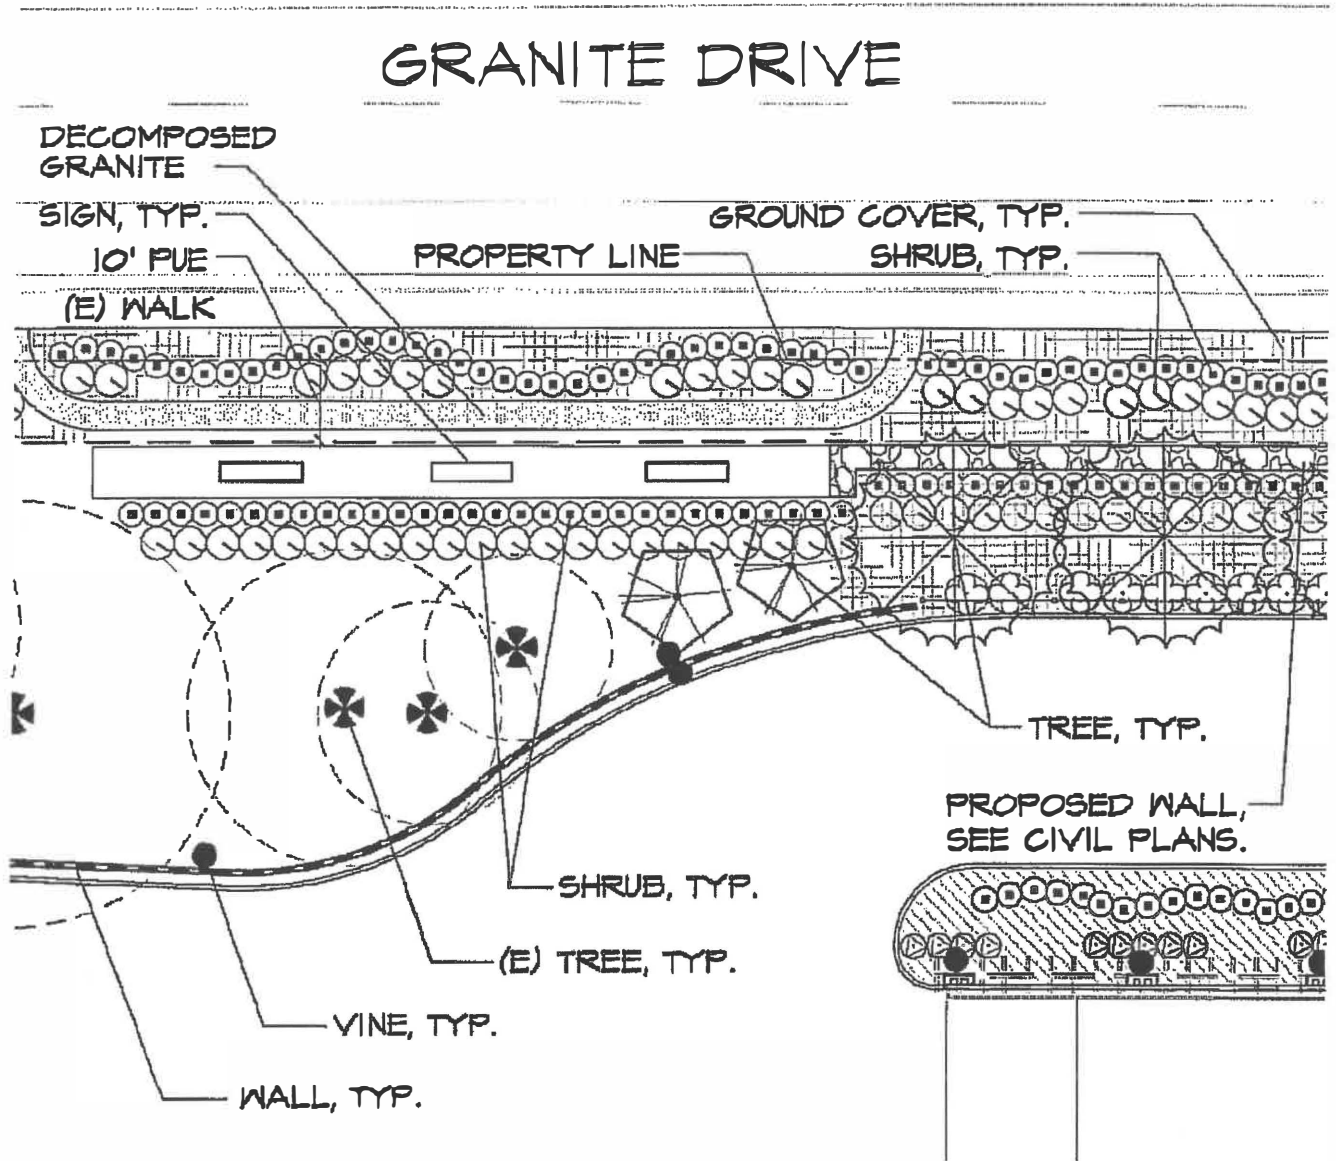 GRANITE DRIVE
DECOMPOSED
GRANITE
SIGN, TYP.
10' PUE
(E) WALK
PROPERTY LINE
GROUND COVER, TYP.
SHRUB, TYP.
TREE, TYP.
PROPOSED WALL,
SEE CIVIL PLANS.
SHRUB, TYP.
(E) TREE, TYP.
VINE, TYP.
WALL, TYP.